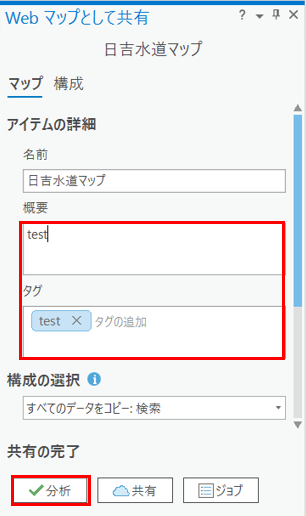 Web マップとして共有
日吉水道マップ
マップ 構成
アイテムの詳細
名前
日吉水道マップ
概要
test
タグ
test タグの追加
構成の選択
すべてのデータをコピー: 検索
共有の完了
分析 共有 ジョブ